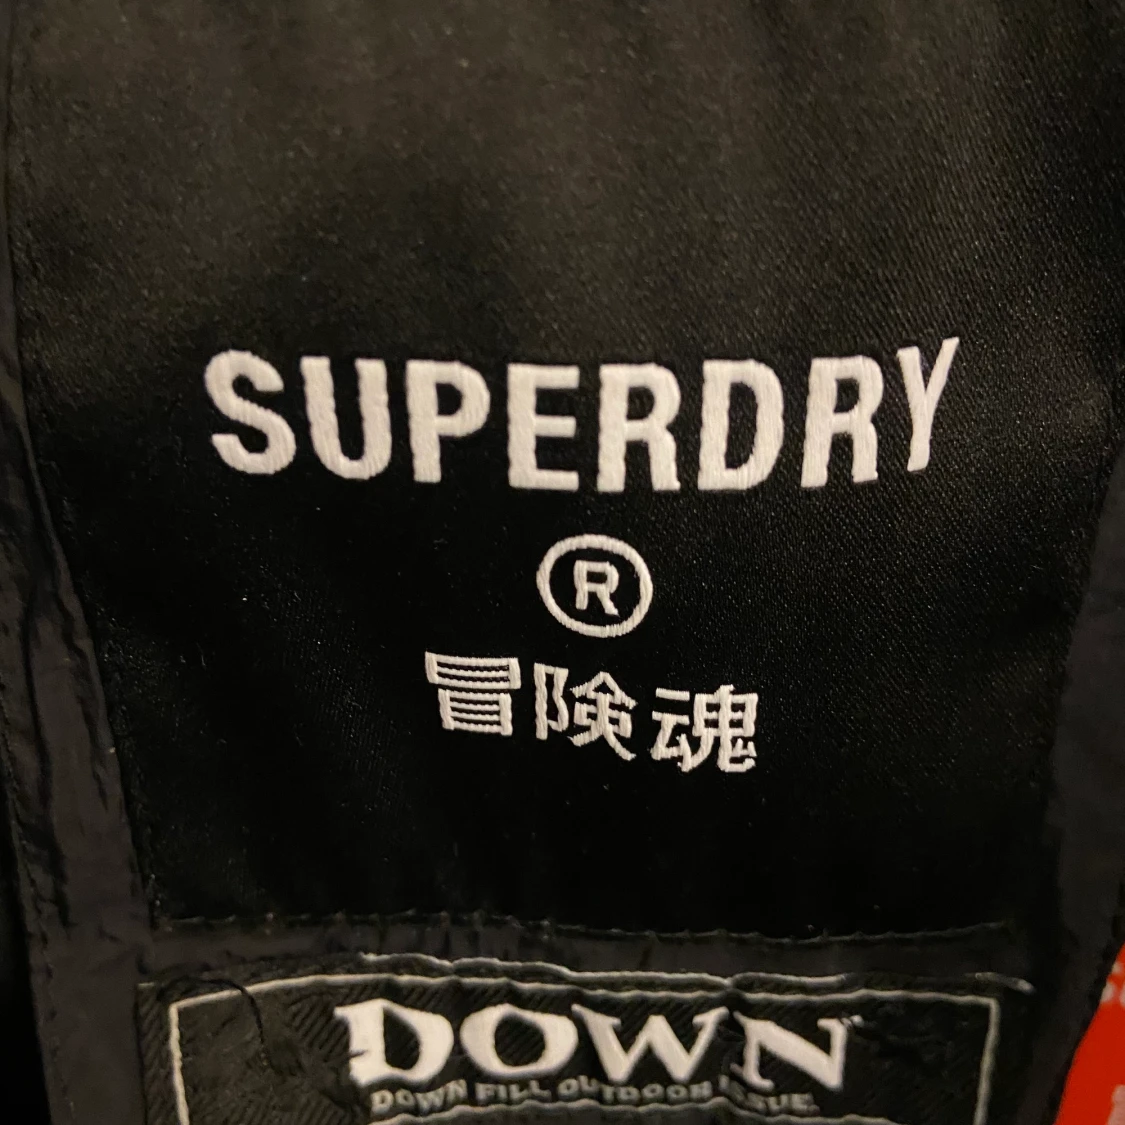 SUPERDRY
®
冒険魂
DOWN
DOWN FILL OUTDOOR ISSUE